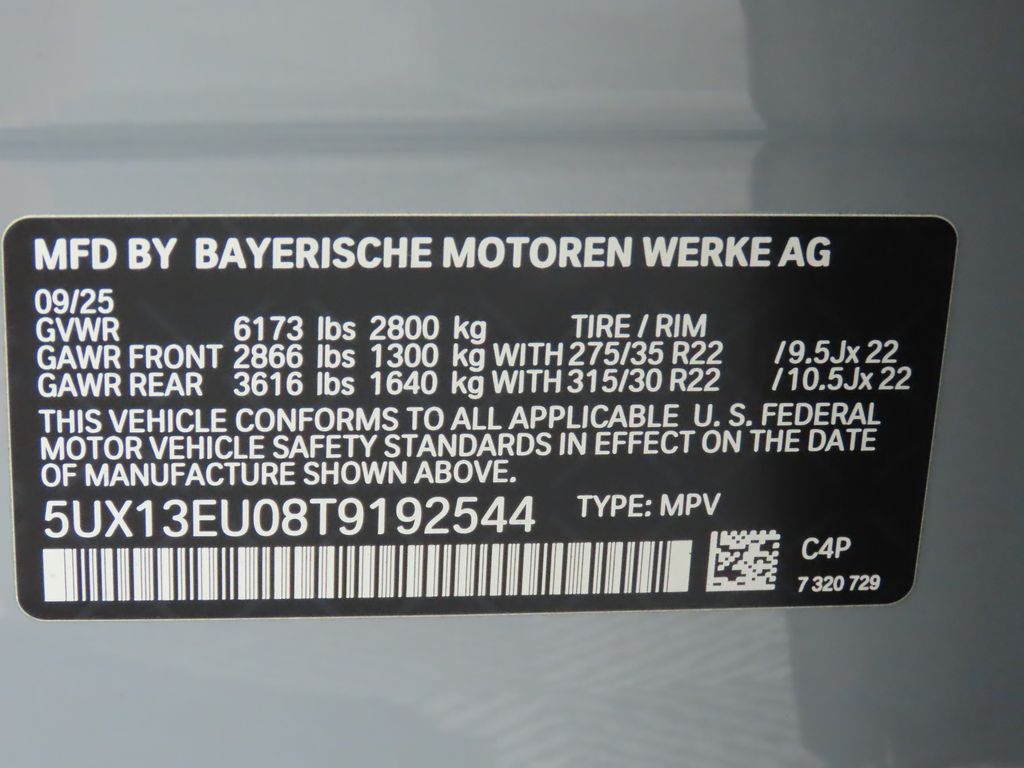 MFD BY BAYERISCHE MOTOREN WERKE AG
09/25
GVWR 6173 lbs 2800 kg TIRE / RIM
GAWR FRONT 2866 lbs 1300 kg WITH 275/35 R22 /9.5Jx 22
GAWR REAR 3616 lbs 1640 kg WITH 315/30 R22 /10.5Jx 22
THIS VEHICLE CONFORMS TO ALL APPLICABLE U. S. FEDERAL
MOTOR VEHICLE SAFETY STANDARDS IN EFFECT ON THE DATE
OF MANUFACTURE SHOWN ABOVE.
5UX13EU08T9192544 TYPE: MPV
C4P
7 320 729